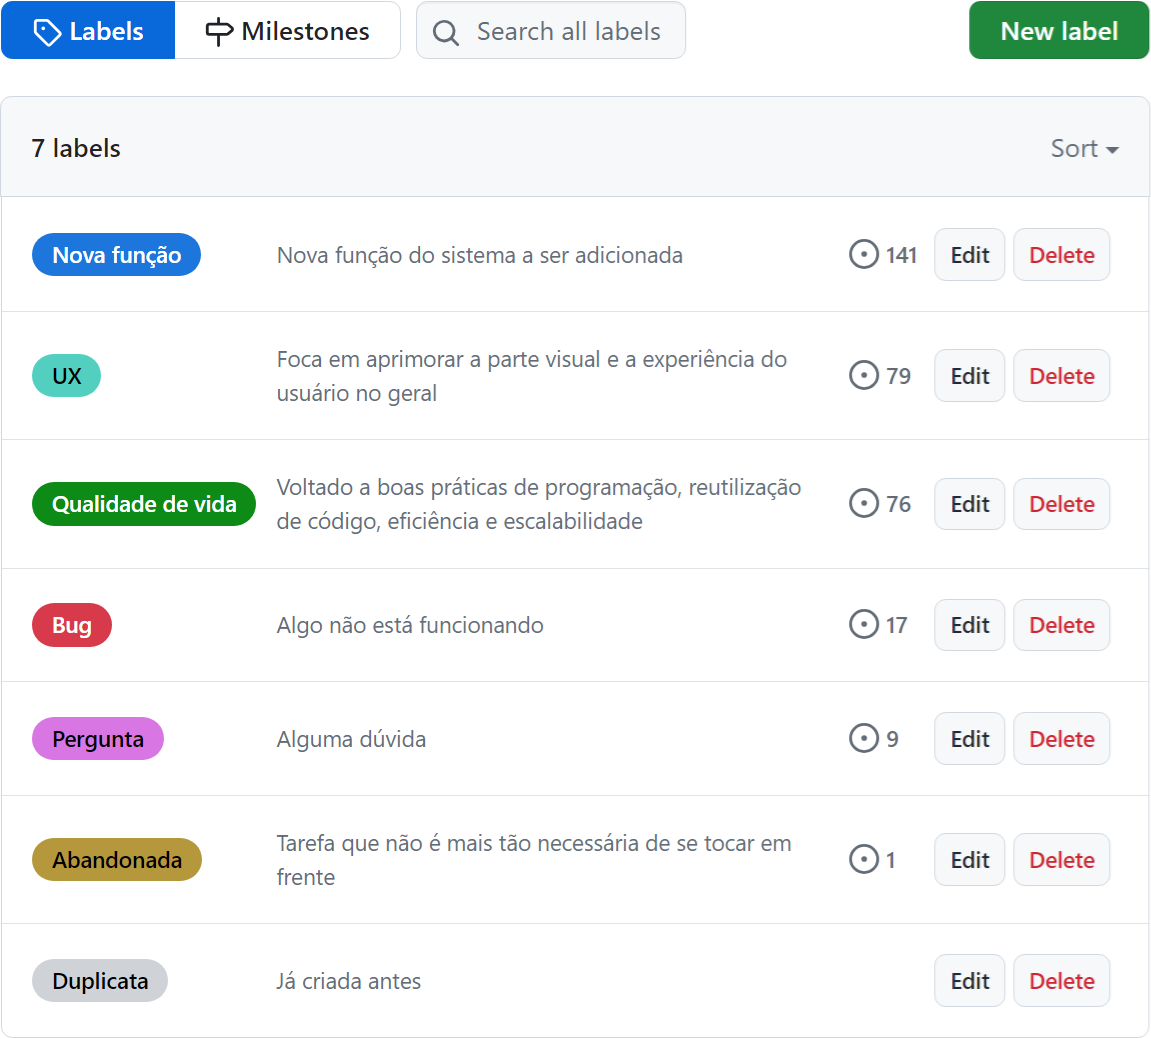 Labels Milestones Search all labels New label
7 labels Sort
Nova função Nova função do sistema a ser adicionada 141 Edit Delete
UX Foca em aprimorar a parte visual e a experiência do
usuário no geral 79 Edit Delete
Qualidade de vida Voltado a boas práticas de programação, reutilização
de código, eficiência e escalabilidade 76 Edit Delete
Bug Algo não está funcionando 17 Edit Delete
Pergunta Alguma dúvida 9 Edit Delete
Abandonada Tarefa que não é mais tão necessária de se tocar em
frente 1 Edit Delete
Duplicata Já criada antes Edit Delete